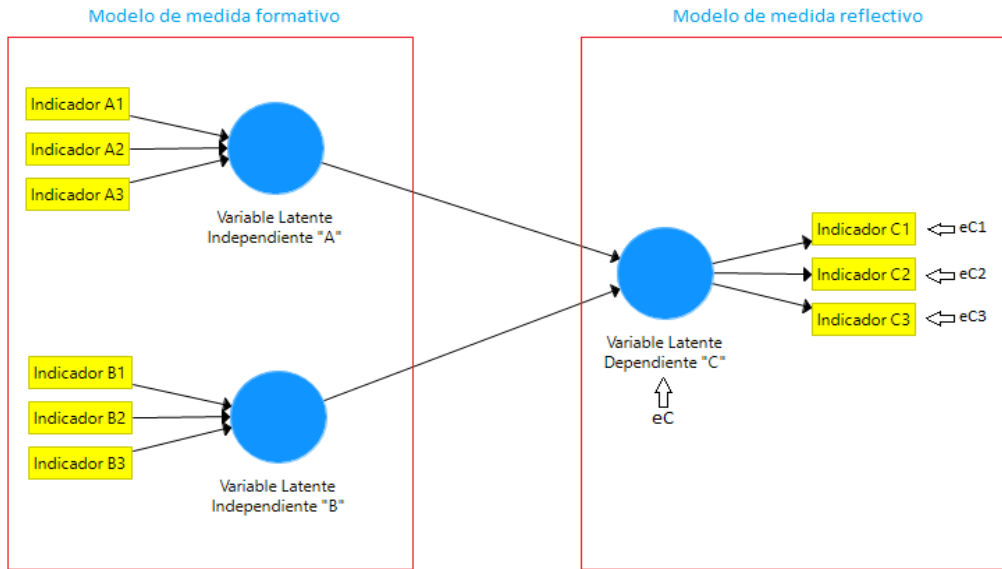 Modelo de medida formativo
Indicador A1
Indicador A2
Indicador A3
Variable Latente
Independiente "A"
Indicador B1
Indicador B2
Indicador B3
Variable Latente
Independiente "B"
Modelo de medida reflectivo
Variable Latente
Dependiente "C"
eC
Indicador C1
eC1
Indicador C2
eC2
Indicador C3
eC3